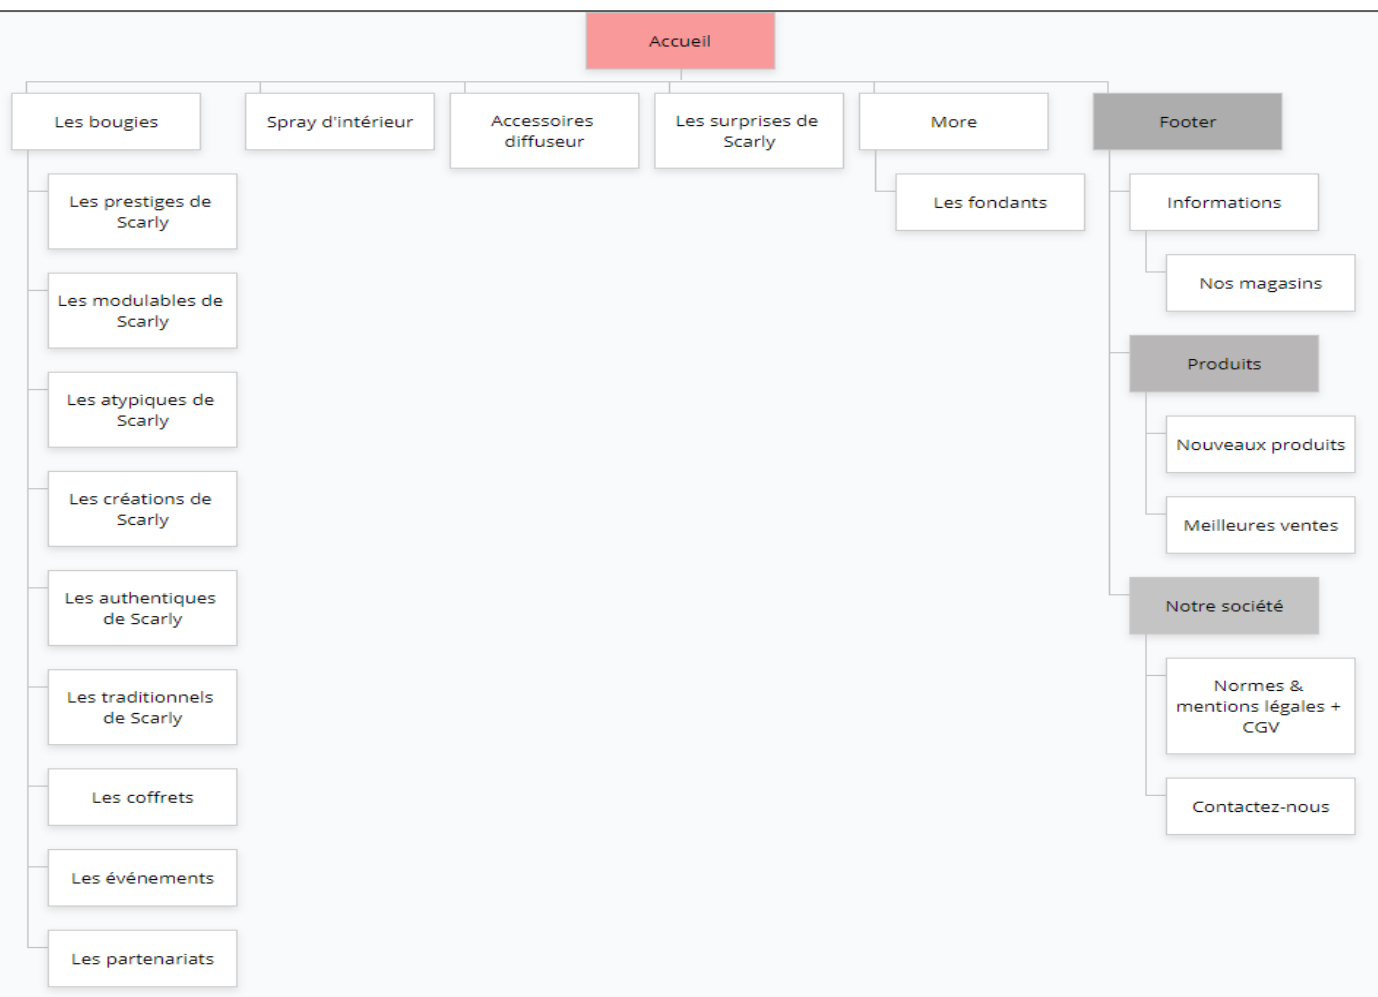 Accueil
Les bougies
Spray d'intérieur
Accessoires
diffuseur
Les surprises de
Scarly
More
Footer
Les prestiges de
Scarly
Les modulables de
Scarly
Les atypiques de
Scarly
Les créations de
Scarly
Les authentiques
de Scarly
Les traditionnels
de Scarly
Les coffrets
Les événements
Les partenariats
Les fondants
Informations
Nos magasins
Produits
Nouveaux produits
Meilleures ventes
Notre société
Normes &
mentions légales +
CGV
Contactez-nous